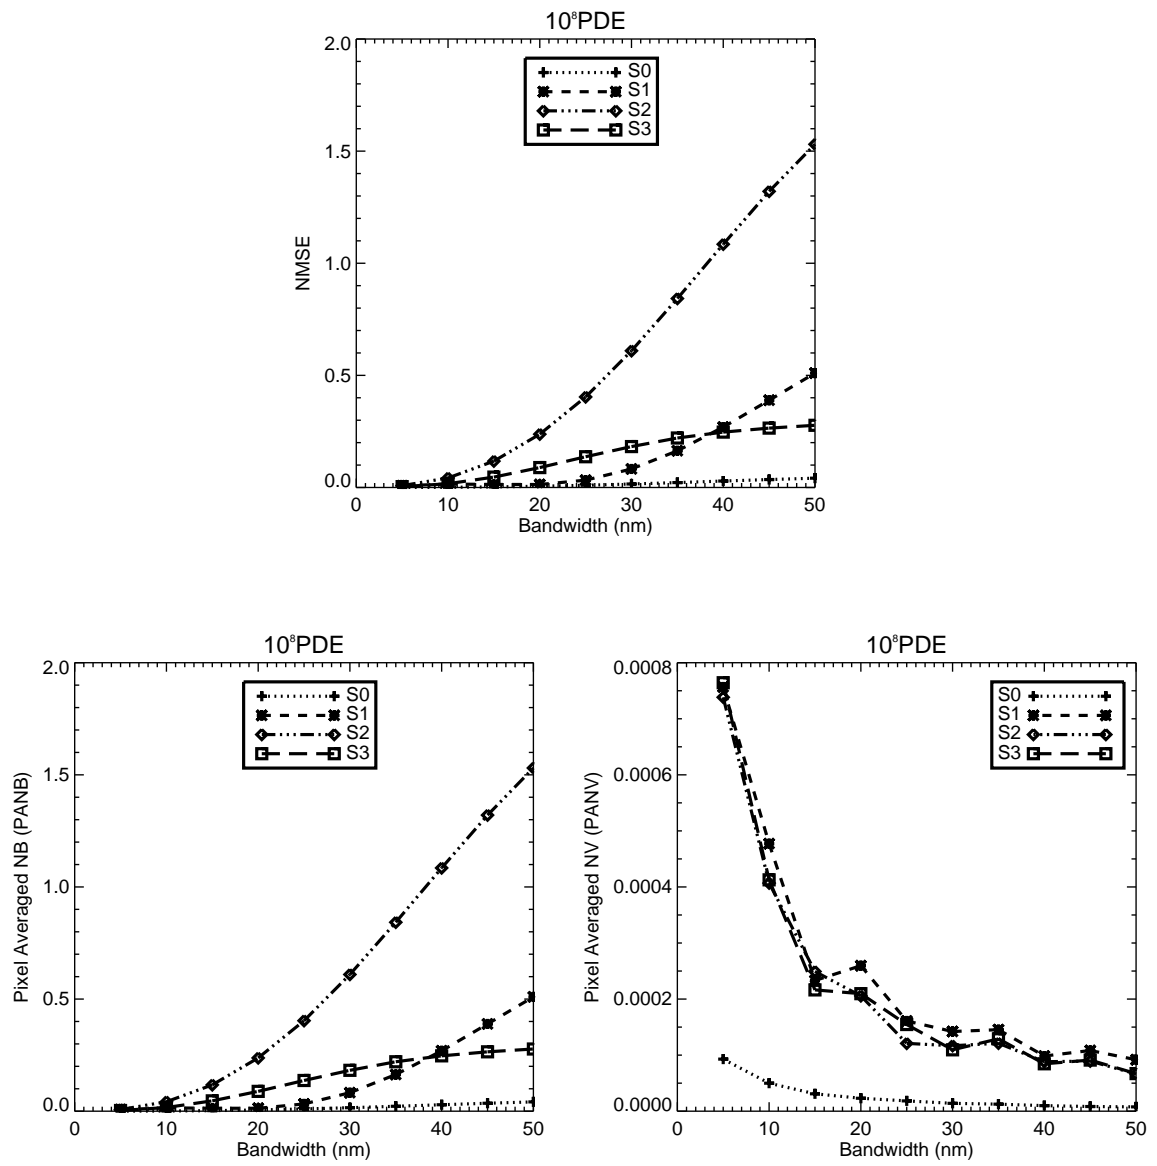 10⁸PDE
2.0
1.5
1.0
0.5
0.0
NMSE
S0
S1
S2
S3
0 10 20 30 40 50
Bandwidth (nm)
10⁸PDE
2.0
1.5
1.0
0.5
0.0
Pixel Averaged NB (PANB)
S0
S1
S2
S3
0 10 20 30 40 50
Bandwidth (nm)
10⁸PDE
0.0008
0.0006
0.0004
0.0002
0.0000
Pixel Averaged NV (PANV)
S0
S1
S2
S3
0 10 20 30 40 50
Bandwidth (nm)